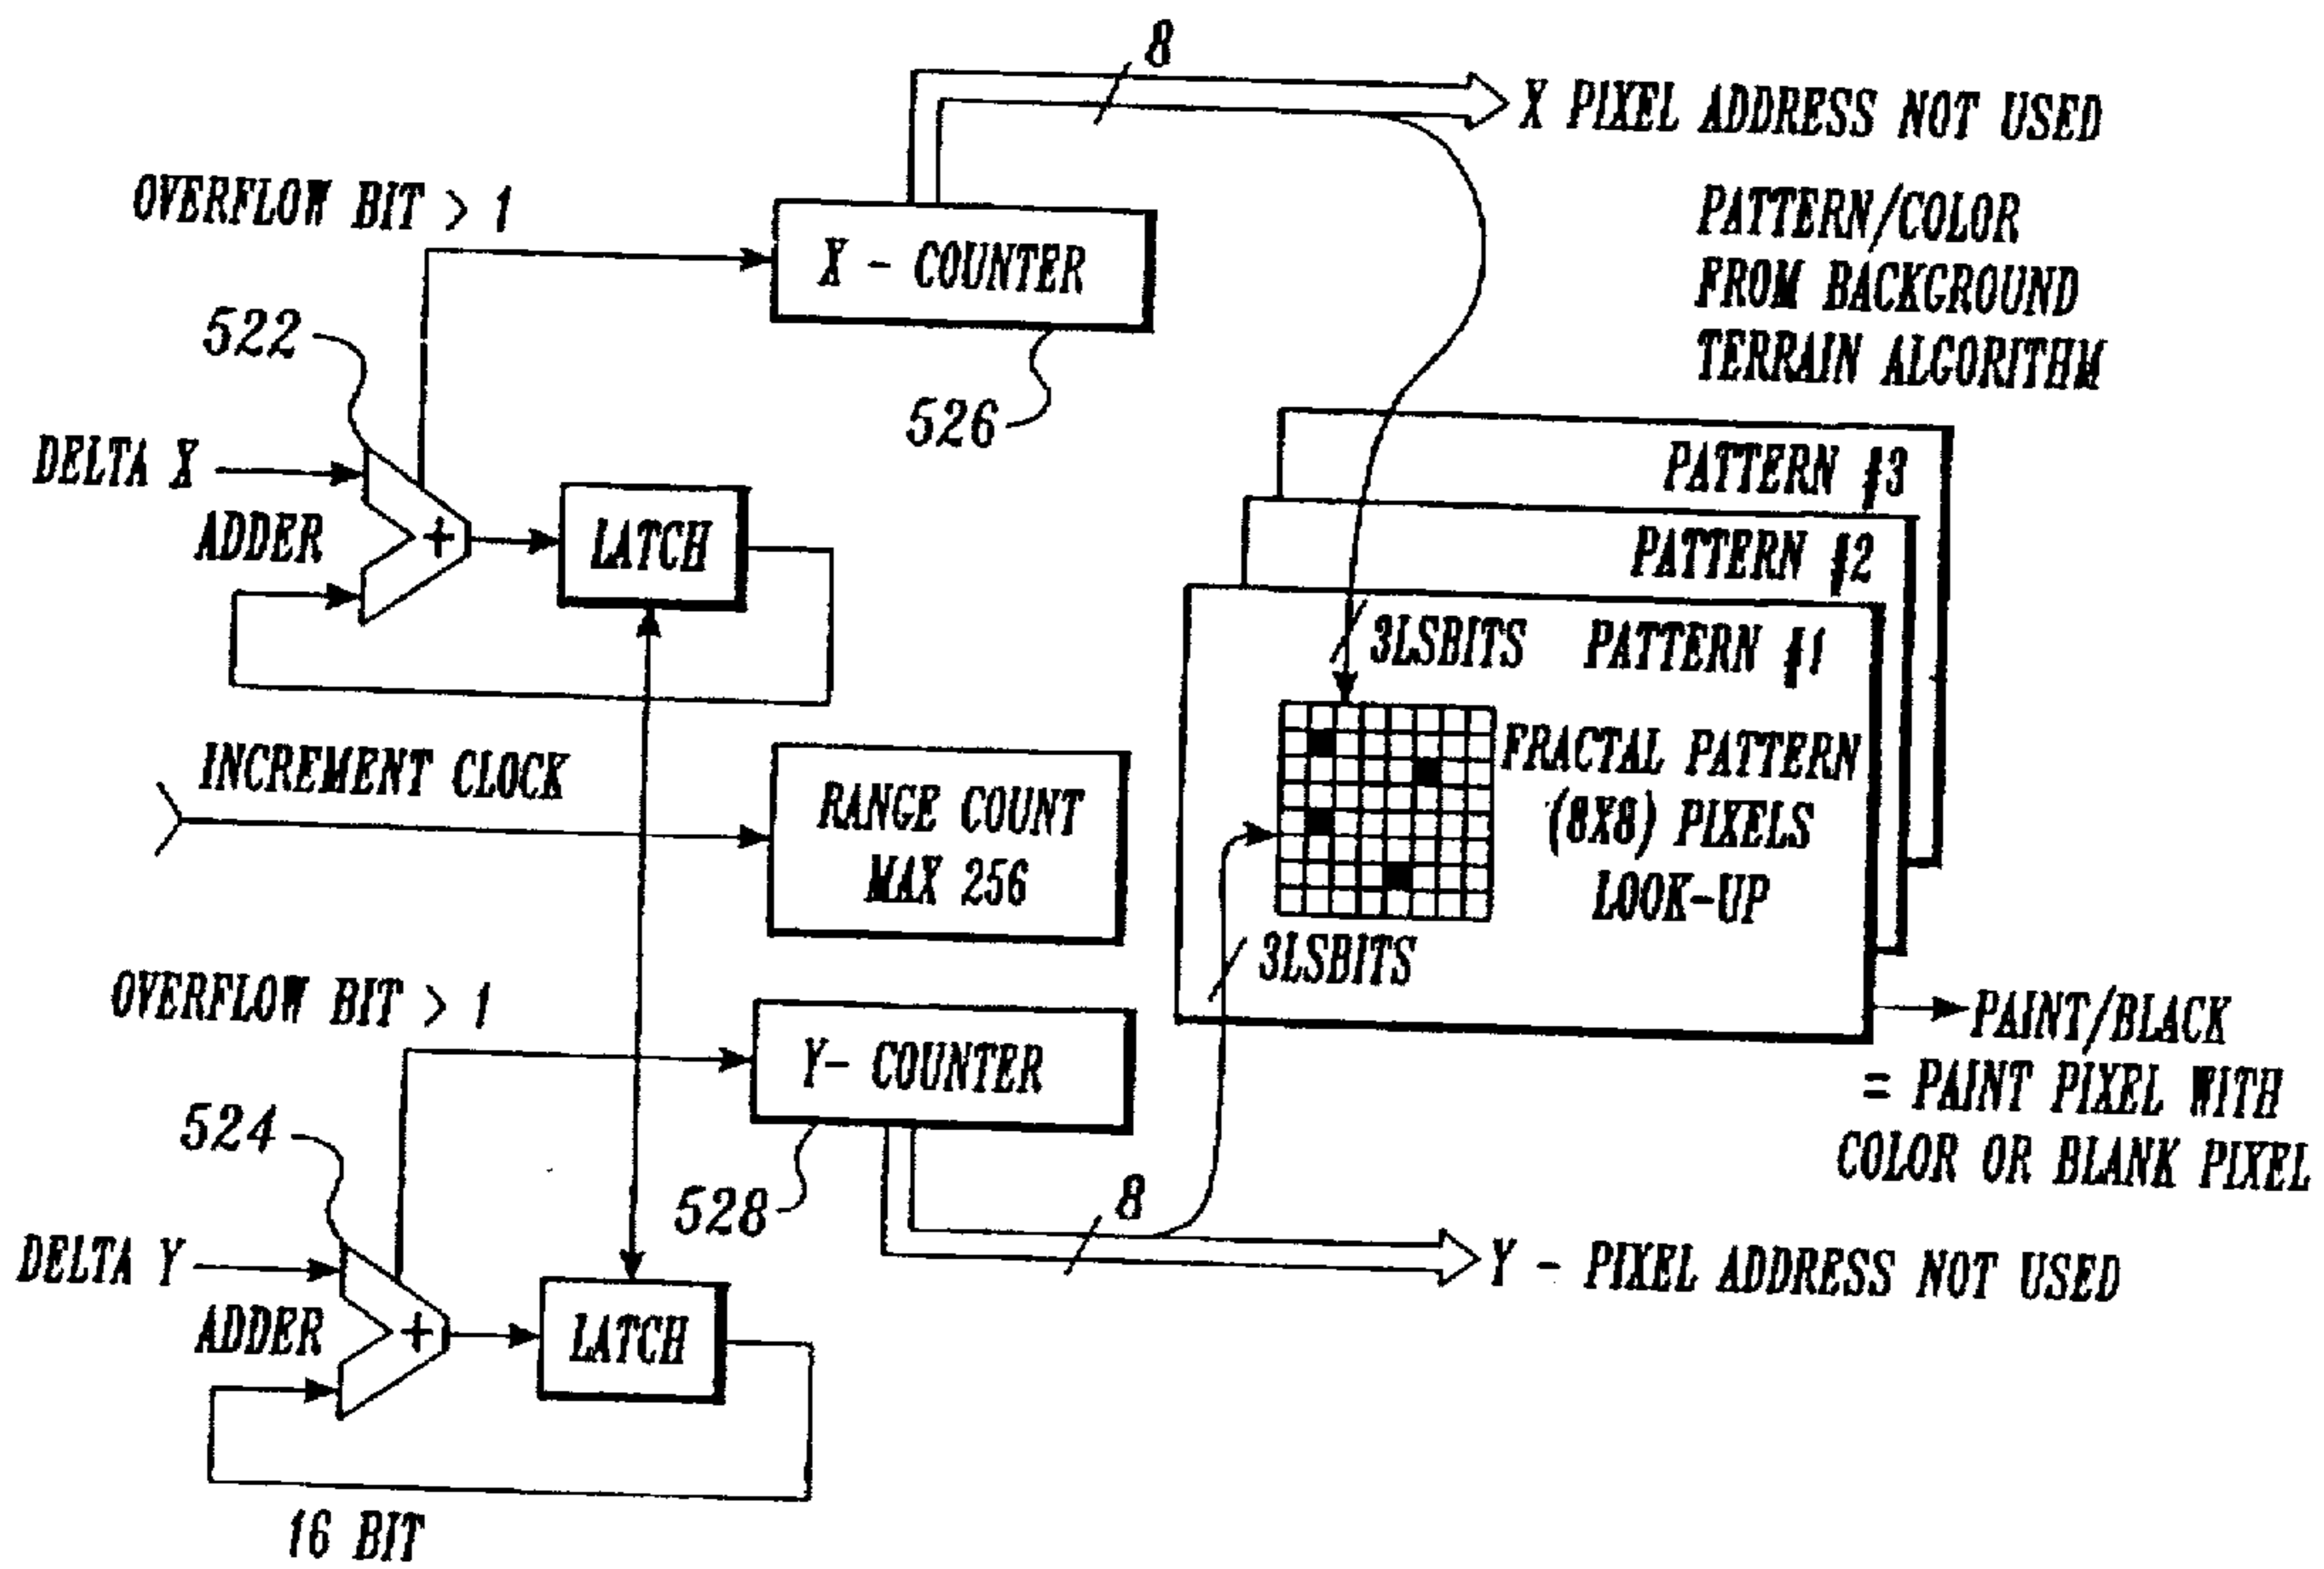 8
X PIXEL ADDRESS NOT USED
OVERFLOW BIT > 1
PATTERN/COLOR
FROM BACKGROUND
TERRAIN ALGORITHM
X - COUNTER
522
526
DELTA X
ADDER
+
LATCH
PATTERN #3
PATTERN #2
3LSBITS PATTERN #1
INCREMENT CLOCK
RANGE COUNT
MAX 256
FRACTAL PATTERN
(8X8) PIXELS
LOOK-UP
3LSBITS
OVERFLOW BIT > 1
Y- COUNTER
PAINT/BLACK
= PAINT PIXEL WITH
COLOR OR BLANK PIXEL
524
528
8
DELTA Y
ADDER
+
LATCH
Y - PIXEL ADDRESS NOT USED
16 BIT